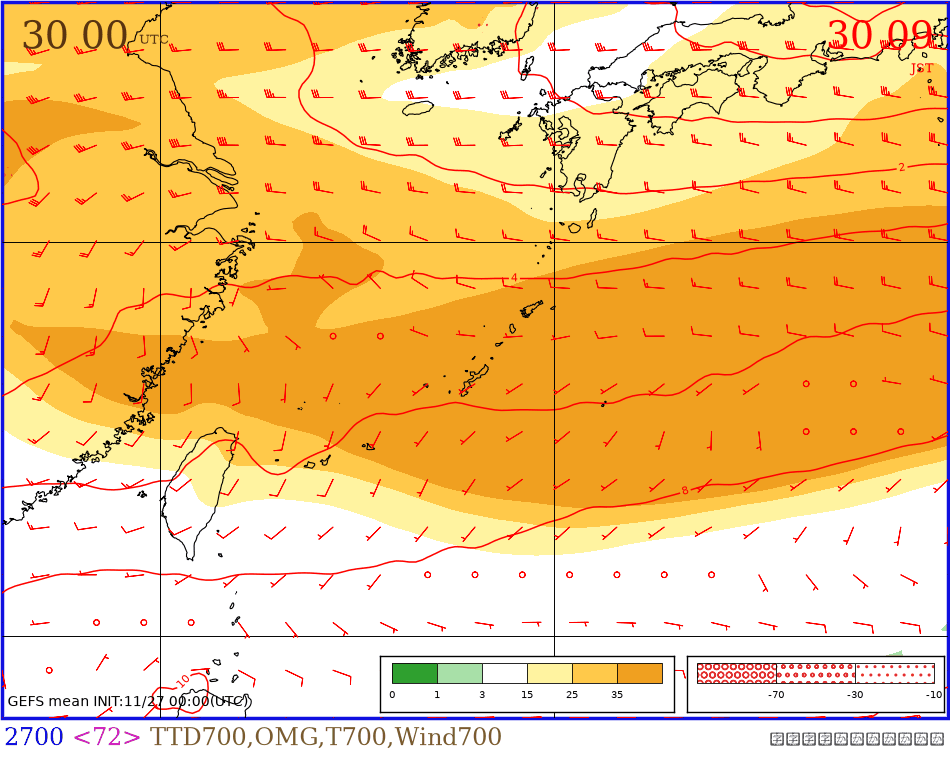 30 00 UTC
30 09 JST
2
4
8
10
0 1 3 15 25 35
-70 -30 -10
GEFS mean INIT:11/27 00:00(UTC)
2700 <72> TTD700,OMG,T700,Wind700